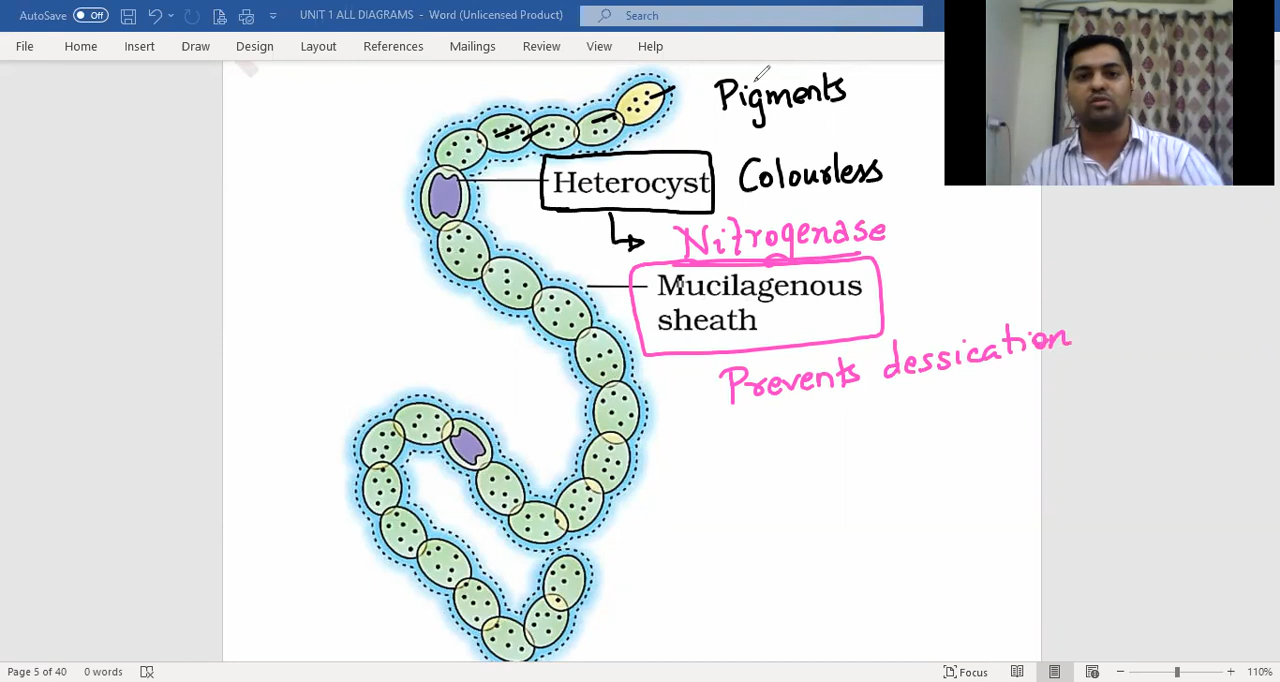 AutoSave Off UNIT 1 ALL DIAGRAMS - Word (Unlicensed Product) Search
File Home Insert Draw Design Layout References Mailings Review View Help
Pigments
Heterocyst Colourless
Nitrogenase
Mucilagenous
sheath
Prevents dessication
Page 5 of 40 0 words Focus 110%